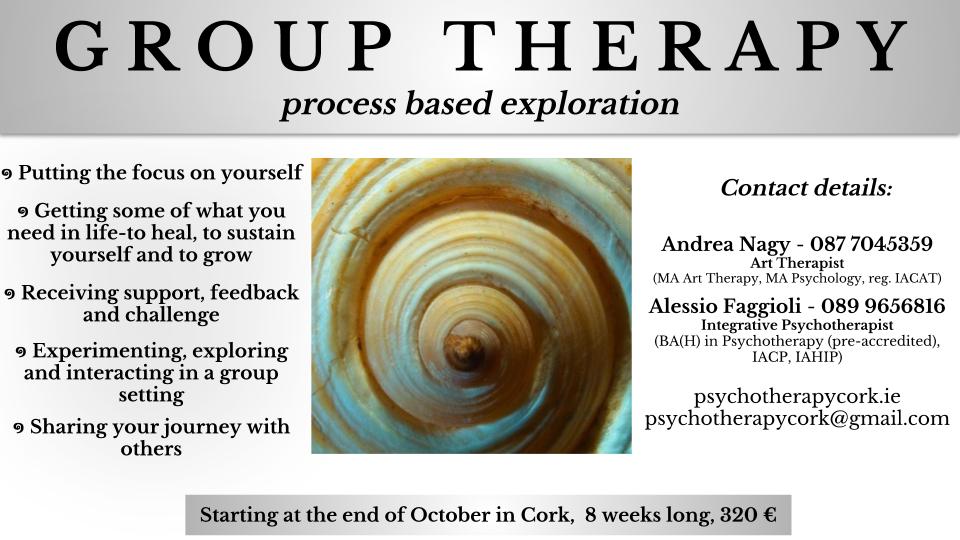 GROUP THERAPY
process based exploration
๑ Putting the focus on yourself
๑ Getting some of what you
need in life-to heal, to sustain
yourself and to grow
๑ Receiving support, feedback
and challenge
๑ Experimenting, exploring
and interacting in a group
setting
๑ Sharing your journey with
others
Contact details:
Andrea Nagy - 087 7045359
Art Therapist
(MA Art Therapy, MA Psychology, reg. IACAT)
Alessio Faggioli - 089 9656816
Integrative Psychotherapist
(BA(H) in Psychotherapy (pre-accredited),
IACP, IAHIP)
psychotherapycork.ie
psychotherapycork@gmail.com
Starting at the end of October in Cork, 8 weeks long, 320 €